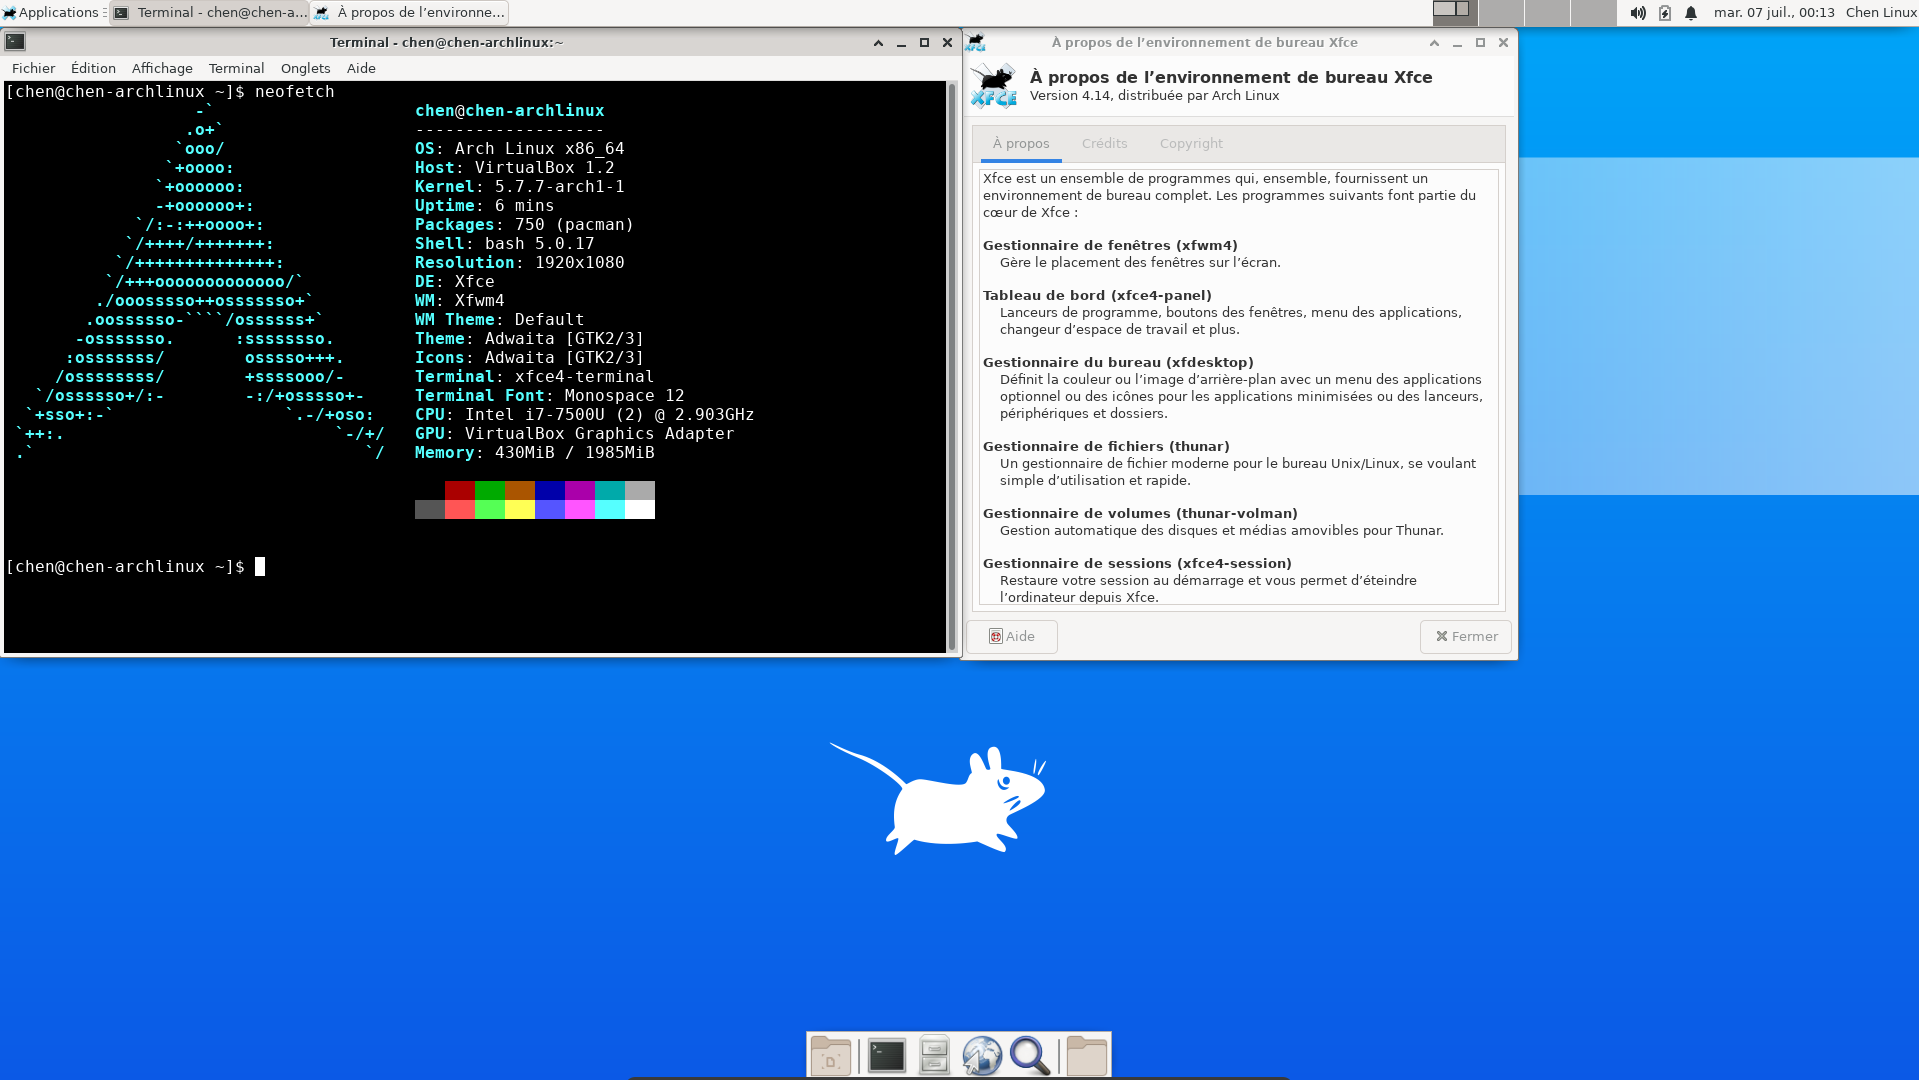 Applications
Terminal - chen@chen-a...
À propos de l’environne...
mar. 07 juil., 00:13
Chen Linux
Terminal - chen@chen-archlinux:~
Fichier Édition Affichage Terminal Onglets Aide
[chen@chen-archlinux ~]$ neofetch
-`
.o+`
`ooo/
`+oooo:
`+oooooo:
-+oooooo+:
`/:-:++oooo+:
`/++++/+++++++:
`/++++++++++++++:
`/+++ooooooooooooo/`
./ooosssso++osssssso+`
.oossssso-````/ossssss+`
-osssssso.      :ssssssso.
:osssssss/        osssso+++.
/ossssssss/        +ssssooo/-
`/ossssso+/:-        -:/+osssso+-
`+sso+:-`                 `.-/+oso:
`++:.                           `-/+/
.`                                 `/
chen@chen-archlinux
-------------------
OS: Arch Linux x86_64
Host: VirtualBox 1.2
Kernel: 5.7.7-arch1-1
Uptime: 6 mins
Packages: 750 (pacman)
Shell: bash 5.0.17
Resolution: 1920x1080
DE: Xfce
WM: Xfwm4
WM Theme: Default
Theme: Adwaita [GTK2/3]
Icons: Adwaita [GTK2/3]
Terminal: xfce4-terminal
Terminal Font: Monospace 12
CPU: Intel i7-7500U (2) @ 2.903GHz
GPU: VirtualBox Graphics Adapter
Memory: 430MiB / 1985MiB
[chen@chen-archlinux ~]$
À propos de l’environnement de bureau Xfce
XFCE
À propos de l’environnement de bureau Xfce
Version 4.14, distribuée par Arch Linux
À propos Crédits Copyright
Xfce est un ensemble de programmes qui, ensemble, fournissent un
environnement de bureau complet. Les programmes suivants font partie du
cœur de Xfce :
Gestionnaire de fenêtres (xfwm4)
Gère le placement des fenêtres sur l’écran.
Tableau de bord (xfce4-panel)
Lanceurs de programme, boutons des fenêtres, menu des applications,
changeur d’espace de travail et plus.
Gestionnaire du bureau (xfdesktop)
Définit la couleur ou l’image d’arrière-plan avec un menu des applications
optionnel ou des icônes pour les applications minimisées ou des lanceurs,
périphériques et dossiers.
Gestionnaire de fichiers (thunar)
Un gestionnaire de fichier moderne pour le bureau Unix/Linux, se voulant
simple d’utilisation et rapide.
Gestionnaire de volumes (thunar-volman)
Gestion automatique des disques et médias amovibles pour Thunar.
Gestionnaire de sessions (xfce4-session)
Restaure votre session au démarrage et vous permet d’éteindre
l’ordinateur depuis Xfce.
Aide
Fermer